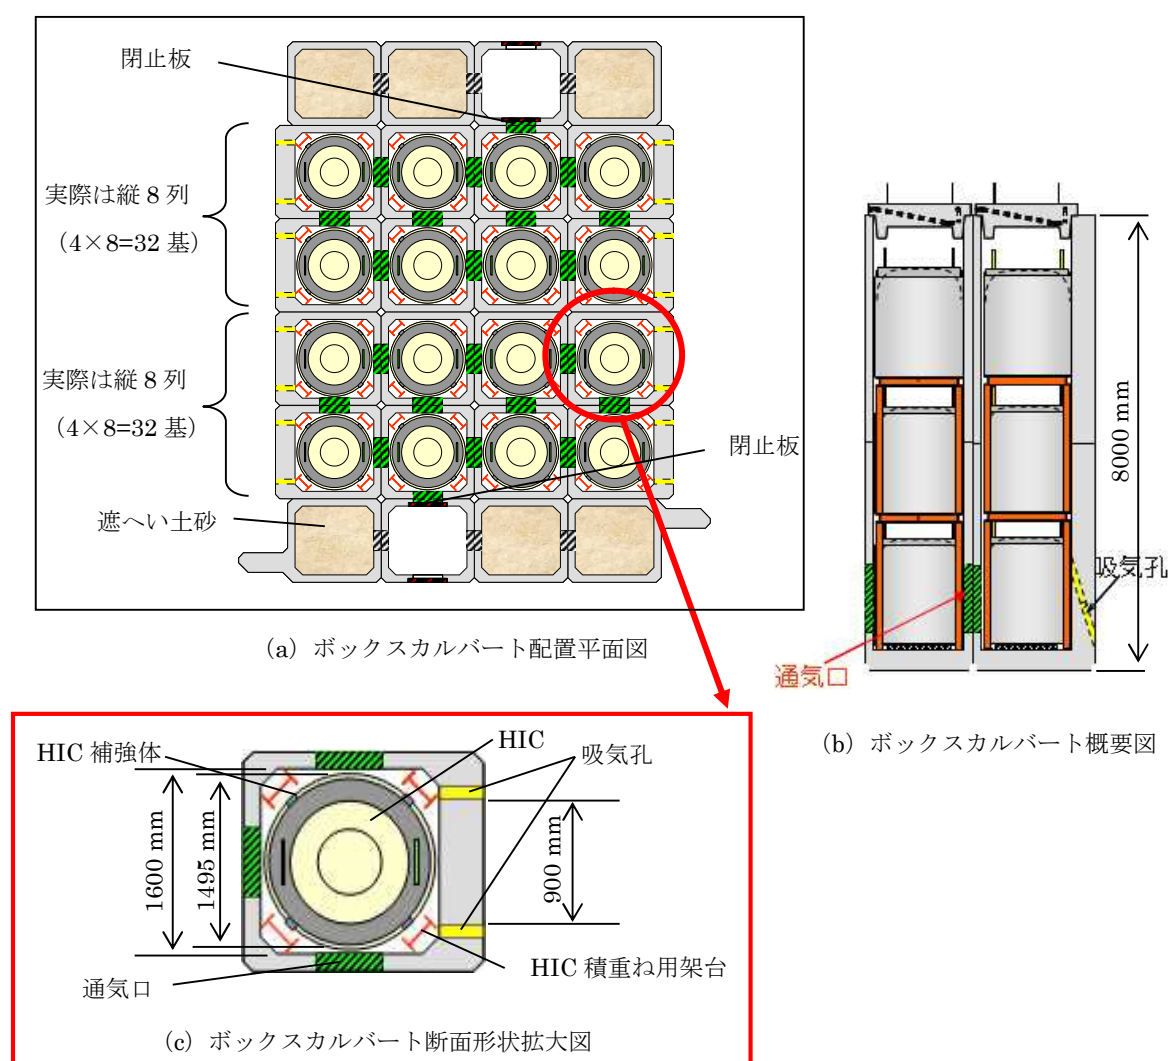 閉止板
実際は縦 8 列
（4×8=32 基）
実際は縦 8 列
（4×8=32 基）
閉止板
遮へい土砂
（a）ボックスカルバート配置平面図
8000 mm
吸気孔
通気口
（b）ボックスカルバート概要図
HIC 補強体
HIC
吸気孔
1600 mm
1495 mm
900 mm
HIC 積重ね用架台
通気口
（c）ボックスカルバート断面形状拡大図